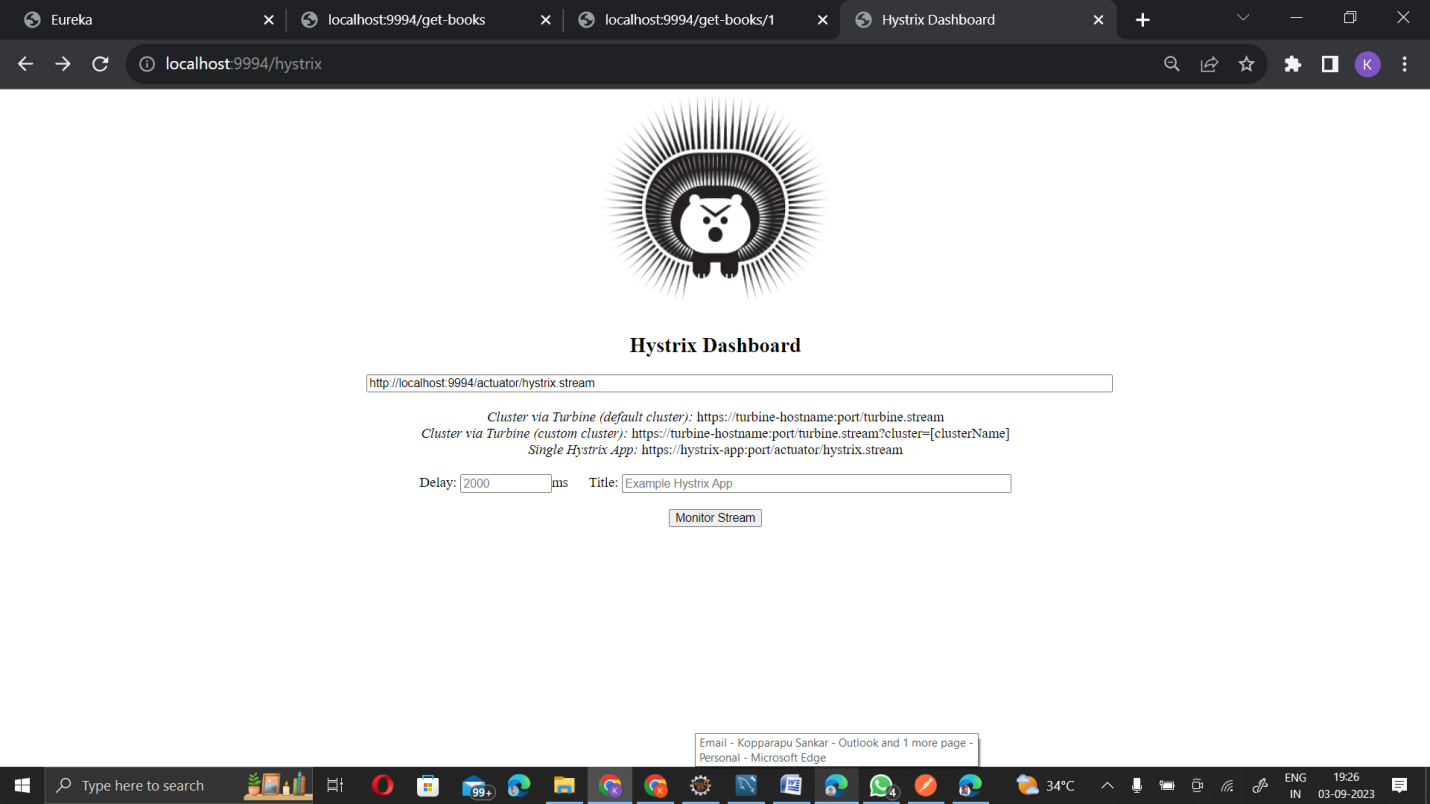 Eureka
localhost:9994/get-books
localhost:9994/get-books/1
Hystrix Dashboard
localhost:9994/hystrix
K
Hystrix Dashboard
http://localhost:9994/actuator/hystrix.stream
Cluster via Turbine (default cluster): https://turbine-hostname:port/turbine.stream
Cluster via Turbine (custom cluster): https://turbine-hostname:port/turbine.stream?cluster=[clusterName]
Single Hystrix App: https://hystrix-app:port/actuator/hystrix.stream
Delay: 2000 ms Title: Example Hystrix App
Monitor Stream
Email - Kopparapu Sankar - Outlook and 1 more page -
Personal - Microsoft Edge
Type here to search
99+
4
34°C
ENG
IN
19:26
03-09-2023